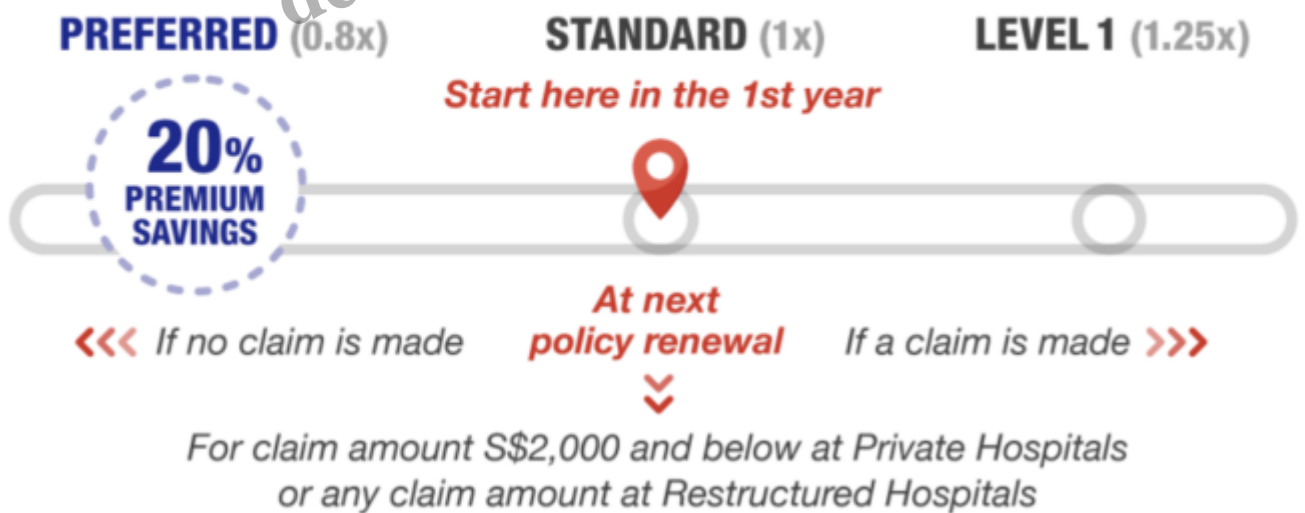 PREFERRED (0.8x)
STANDARD (1x)
LEVEL 1 (1.25x)
Start here in the 1st year
20%
PREMIUM
SAVINGS
If no claim is made
At next
policy renewal
If a claim is made
For claim amount S$2,000 and below at Private Hospitals
or any claim amount at Restructured Hospitals